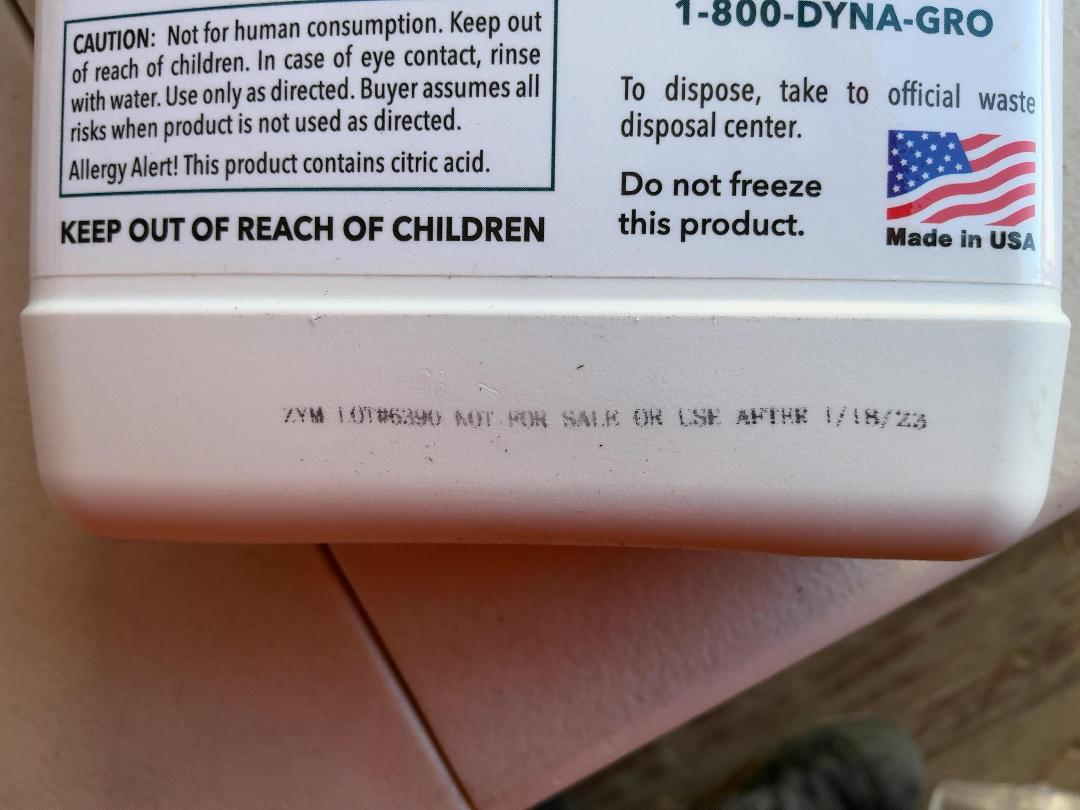 CAUTION: Not for human consumption. Keep out
of reach of children. In case of eye contact, rinse
with water. Use only as directed. Buyer assumes all
risks when product is not used as directed.
Allergy Alert! This product contains citric acid.
KEEP OUT OF REACH OF CHILDREN
1-800-DYNA-GRO
To dispose, take to official waste
disposal center.
Do not freeze
this product.
Made in USA
ZYM LOT#6390 NOT FOR SALE OR USE AFTER 1/18/23